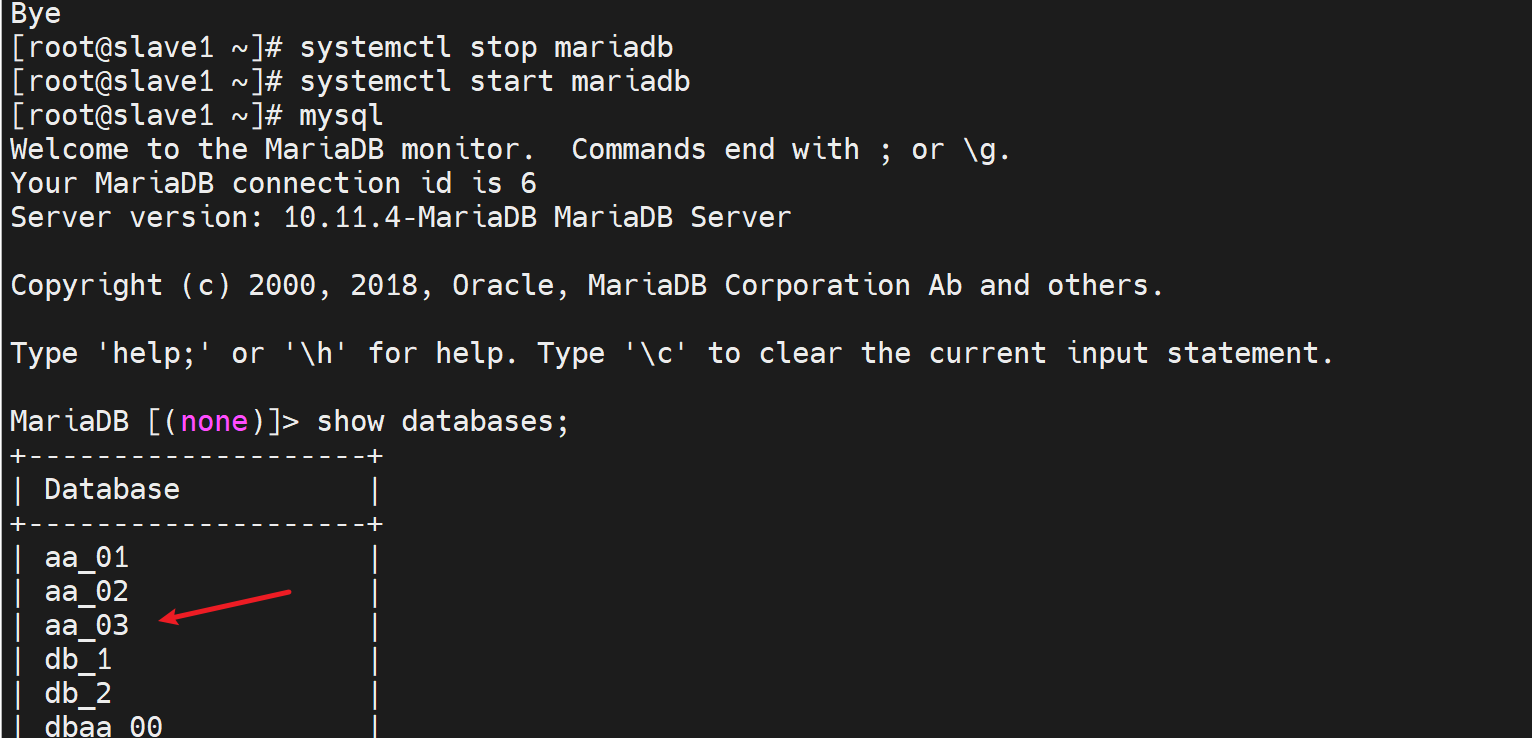 Bye
[root@slave1 ~]# systemctl stop mariadb
[root@slave1 ~]# systemctl start mariadb
[root@slave1 ~]# mysql
Welcome to the MariaDB monitor.  Commands end with ; or \g.
Your MariaDB connection id is 6
Server version: 10.11.4-MariaDB MariaDB Server
Copyright (c) 2000, 2018, Oracle, MariaDB Corporation Ab and others.
Type 'help;' or '\h' for help. Type '\c' to clear the current input statement.
MariaDB [(none)]> show databases;
+--------------------+
| Database           |
+--------------------+
| aa_01              |
| aa_02              |
| aa_03              |
| db_1               |
| db_2               |
| dbaa_00            |